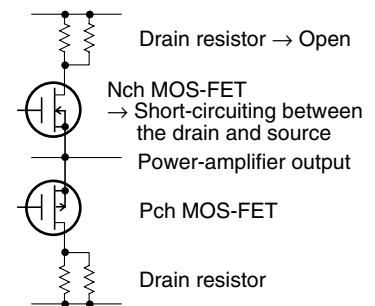 Drain resistor → Open
Nch MOS-FET
→ Short-circuiting between
the drain and source
Power-amplifier output
Pch MOS-FET
Drain resistor